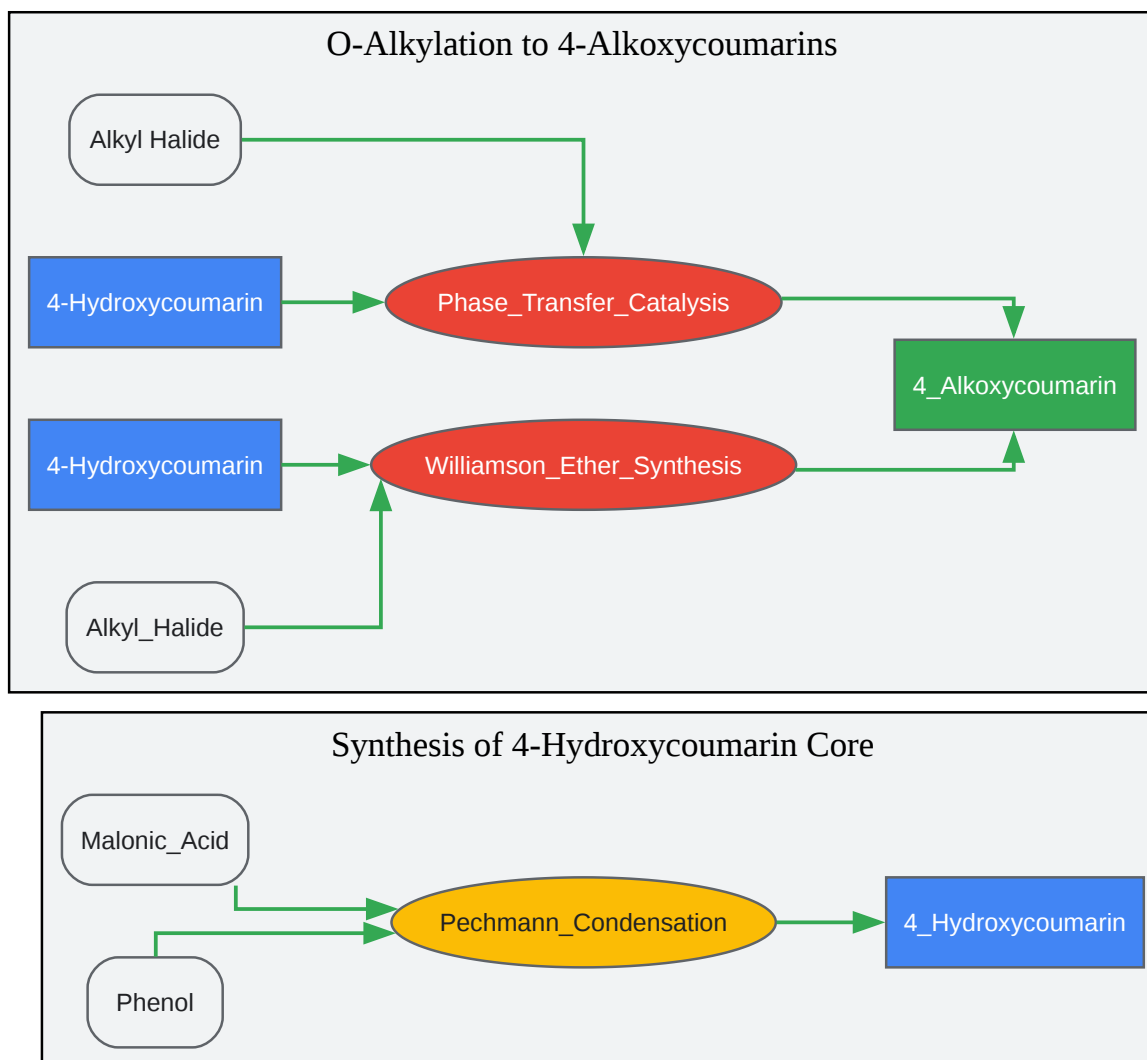 O-Alkylation to 4-Alkoxycoumarins
Alkyl Halide
4-Hydroxycoumarin
Phase_Transfer_Catalysis
4_Alkoxycoumarin
4-Hydroxycoumarin
Williamson_Ether_Synthesis
Alkyl_Halide
Synthesis of 4-Hydroxycoumarin Core
Malonic_Acid
Pechmann_Condensation
4_Hydroxycoumarin
Phenol